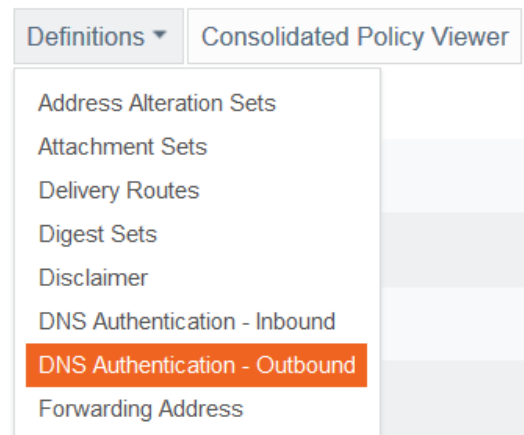 Definitions Consolidated Policy Viewer
Address Alteration Sets
Attachment Sets
Delivery Routes
Digest Sets
Disclaimer
DNS Authentication - Inbound
DNS Authentication - Outbound
Forwarding Address